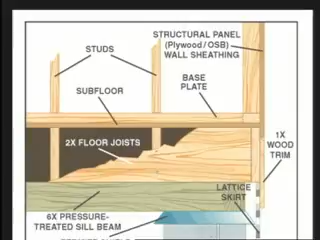 STRUCTURAL PANEL
(Plywood/OSB)
WALL SHEATHING
STUDS
SUBFLOOR
BASE
PLATE
2X FLOOR JOISTS
1X
WOOD
TRIM
LATTICE
SKIRT
6X PRESSURE-
TREATED SILL BEAM